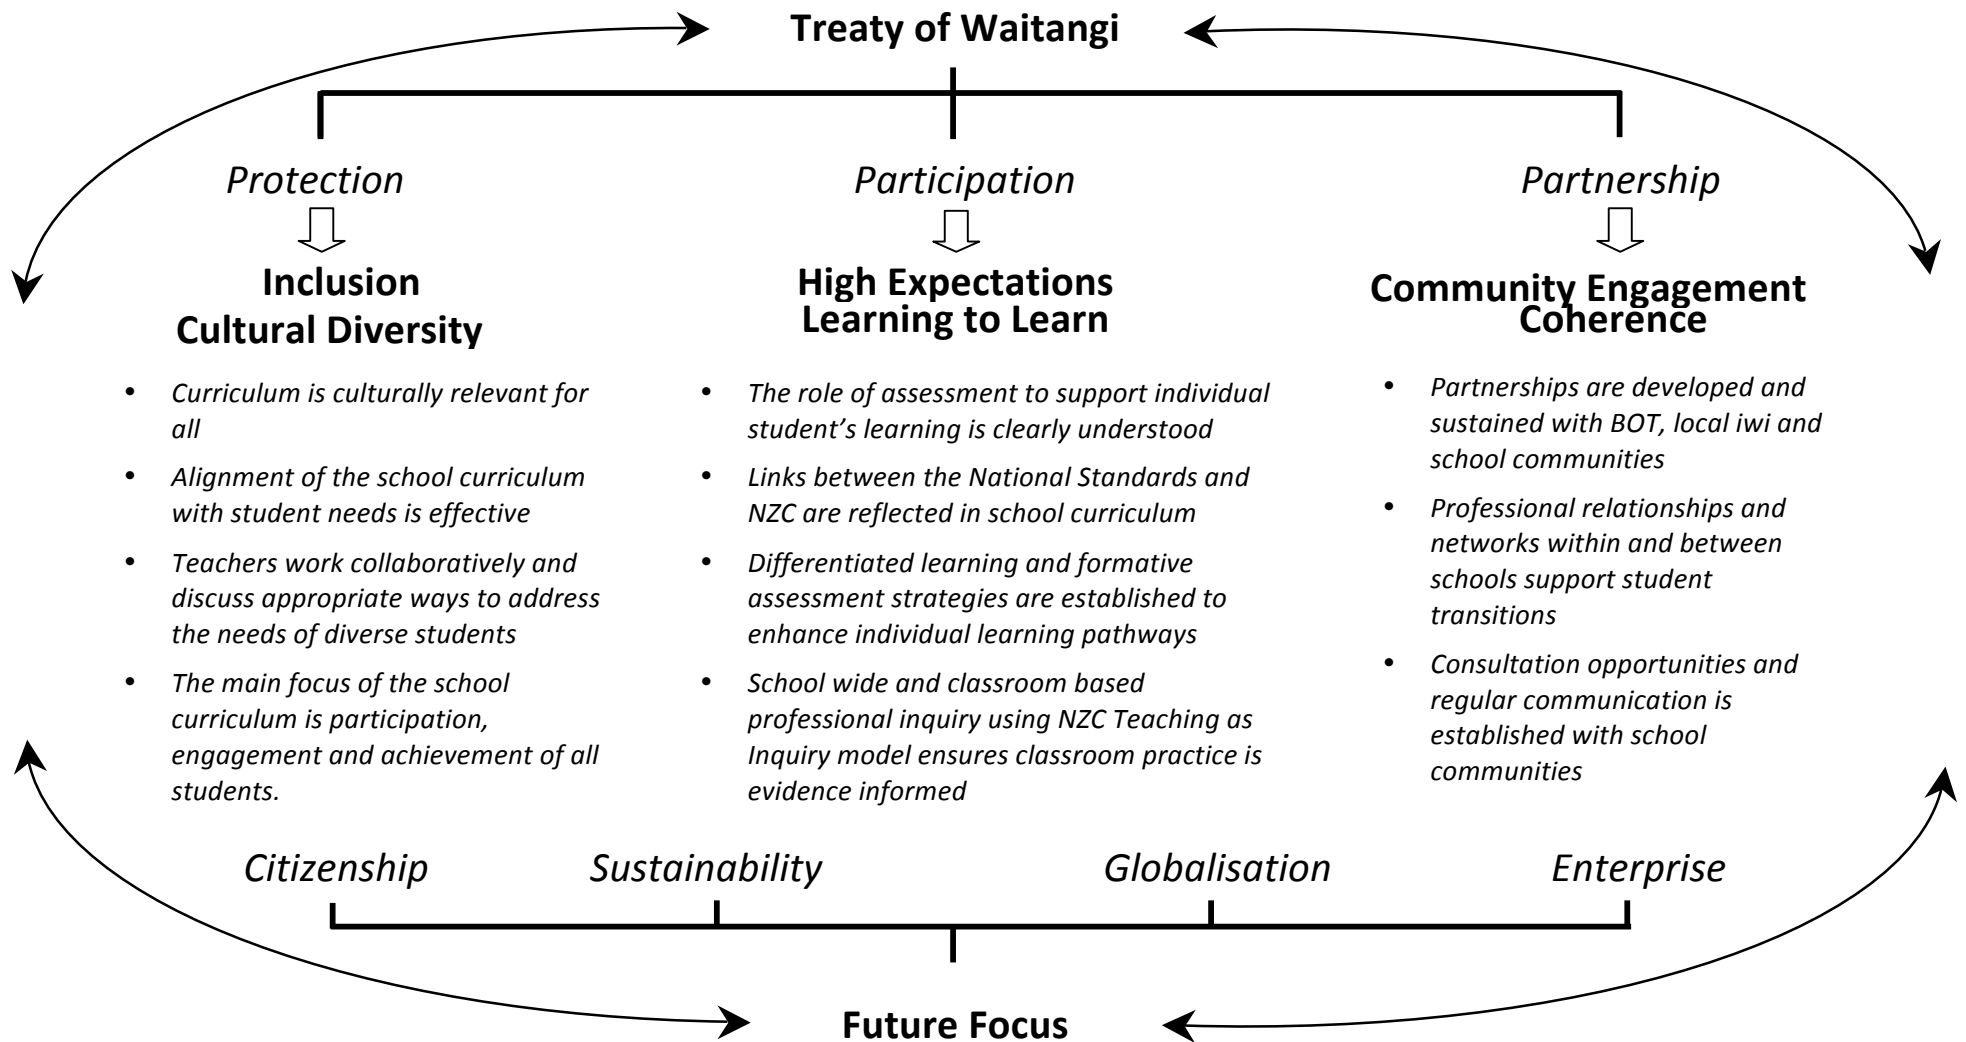 Treaty of Waitangi
Protection
Participation
Partnership
Inclusion
Cultural Diversity
• Curriculum is culturally relevant for
all
• Alignment of the school curriculum
with student needs is effective
• Teachers work collaboratively and
discuss appropriate ways to address
the needs of diverse students
• The main focus of the school
curriculum is participation,
engagement and achievement of all
students.
High Expectations
Learning to Learn
• The role of assessment to support individual
student’s learning is clearly understood
• Links between the National Standards and
NZC are reflected in school curriculum
• Differentiated learning and formative
assessment strategies are established to
enhance individual learning pathways
• School wide and classroom based
professional inquiry using NZC Teaching as
Inquiry model ensures classroom practice is
evidence informed
Community Engagement
Coherence
• Partnerships are developed and
sustained with BOT, local iwi and
school communities
• Professional relationships and
networks within and between
schools support student
transitions
• Consultation opportunities and
regular communication is
established with school
communities
Citizenship
Sustainability
Globalisation
Enterprise
Future Focus